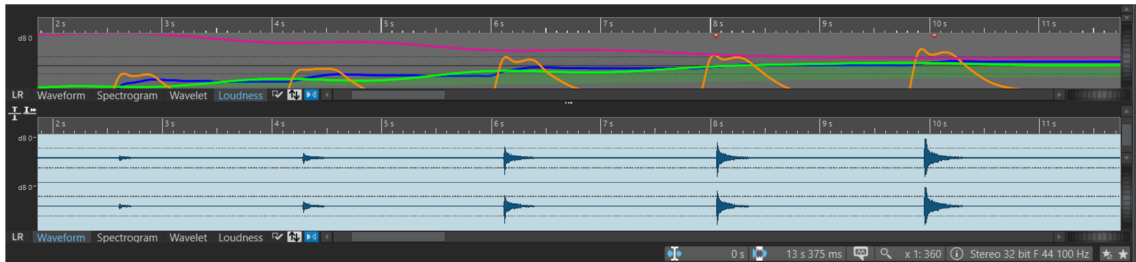 2 s 3 s 4 s 5 s 6 s 7 s 8 s 9 s 10 s 11 s
dB 0
LR Waveform Spectrogram Wavelet Loudness
2 s 3 s 4 s 5 s 6 s 7 s 8 s 9 s 10 s 11 s
dB 0
dB 0
LR Waveform Spectrogram Wavelet Loudness
0 s 13 s 375 ms x 1: 360 Stereo 32 bit F 44 100 Hz